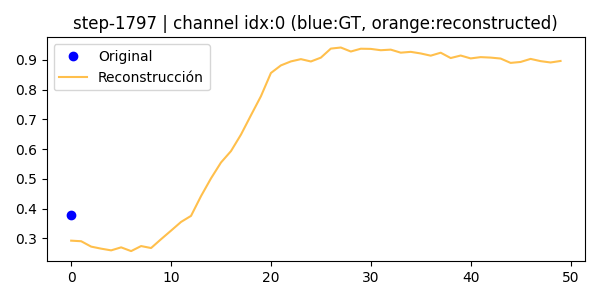 step-1797 | channel idx:0 (blue:GT, orange:reconstructed)
Original
Reconstrucción
0.9
0.8
0.7
0.6
0.5
0.4
0.3
0 10 20 30 40 50